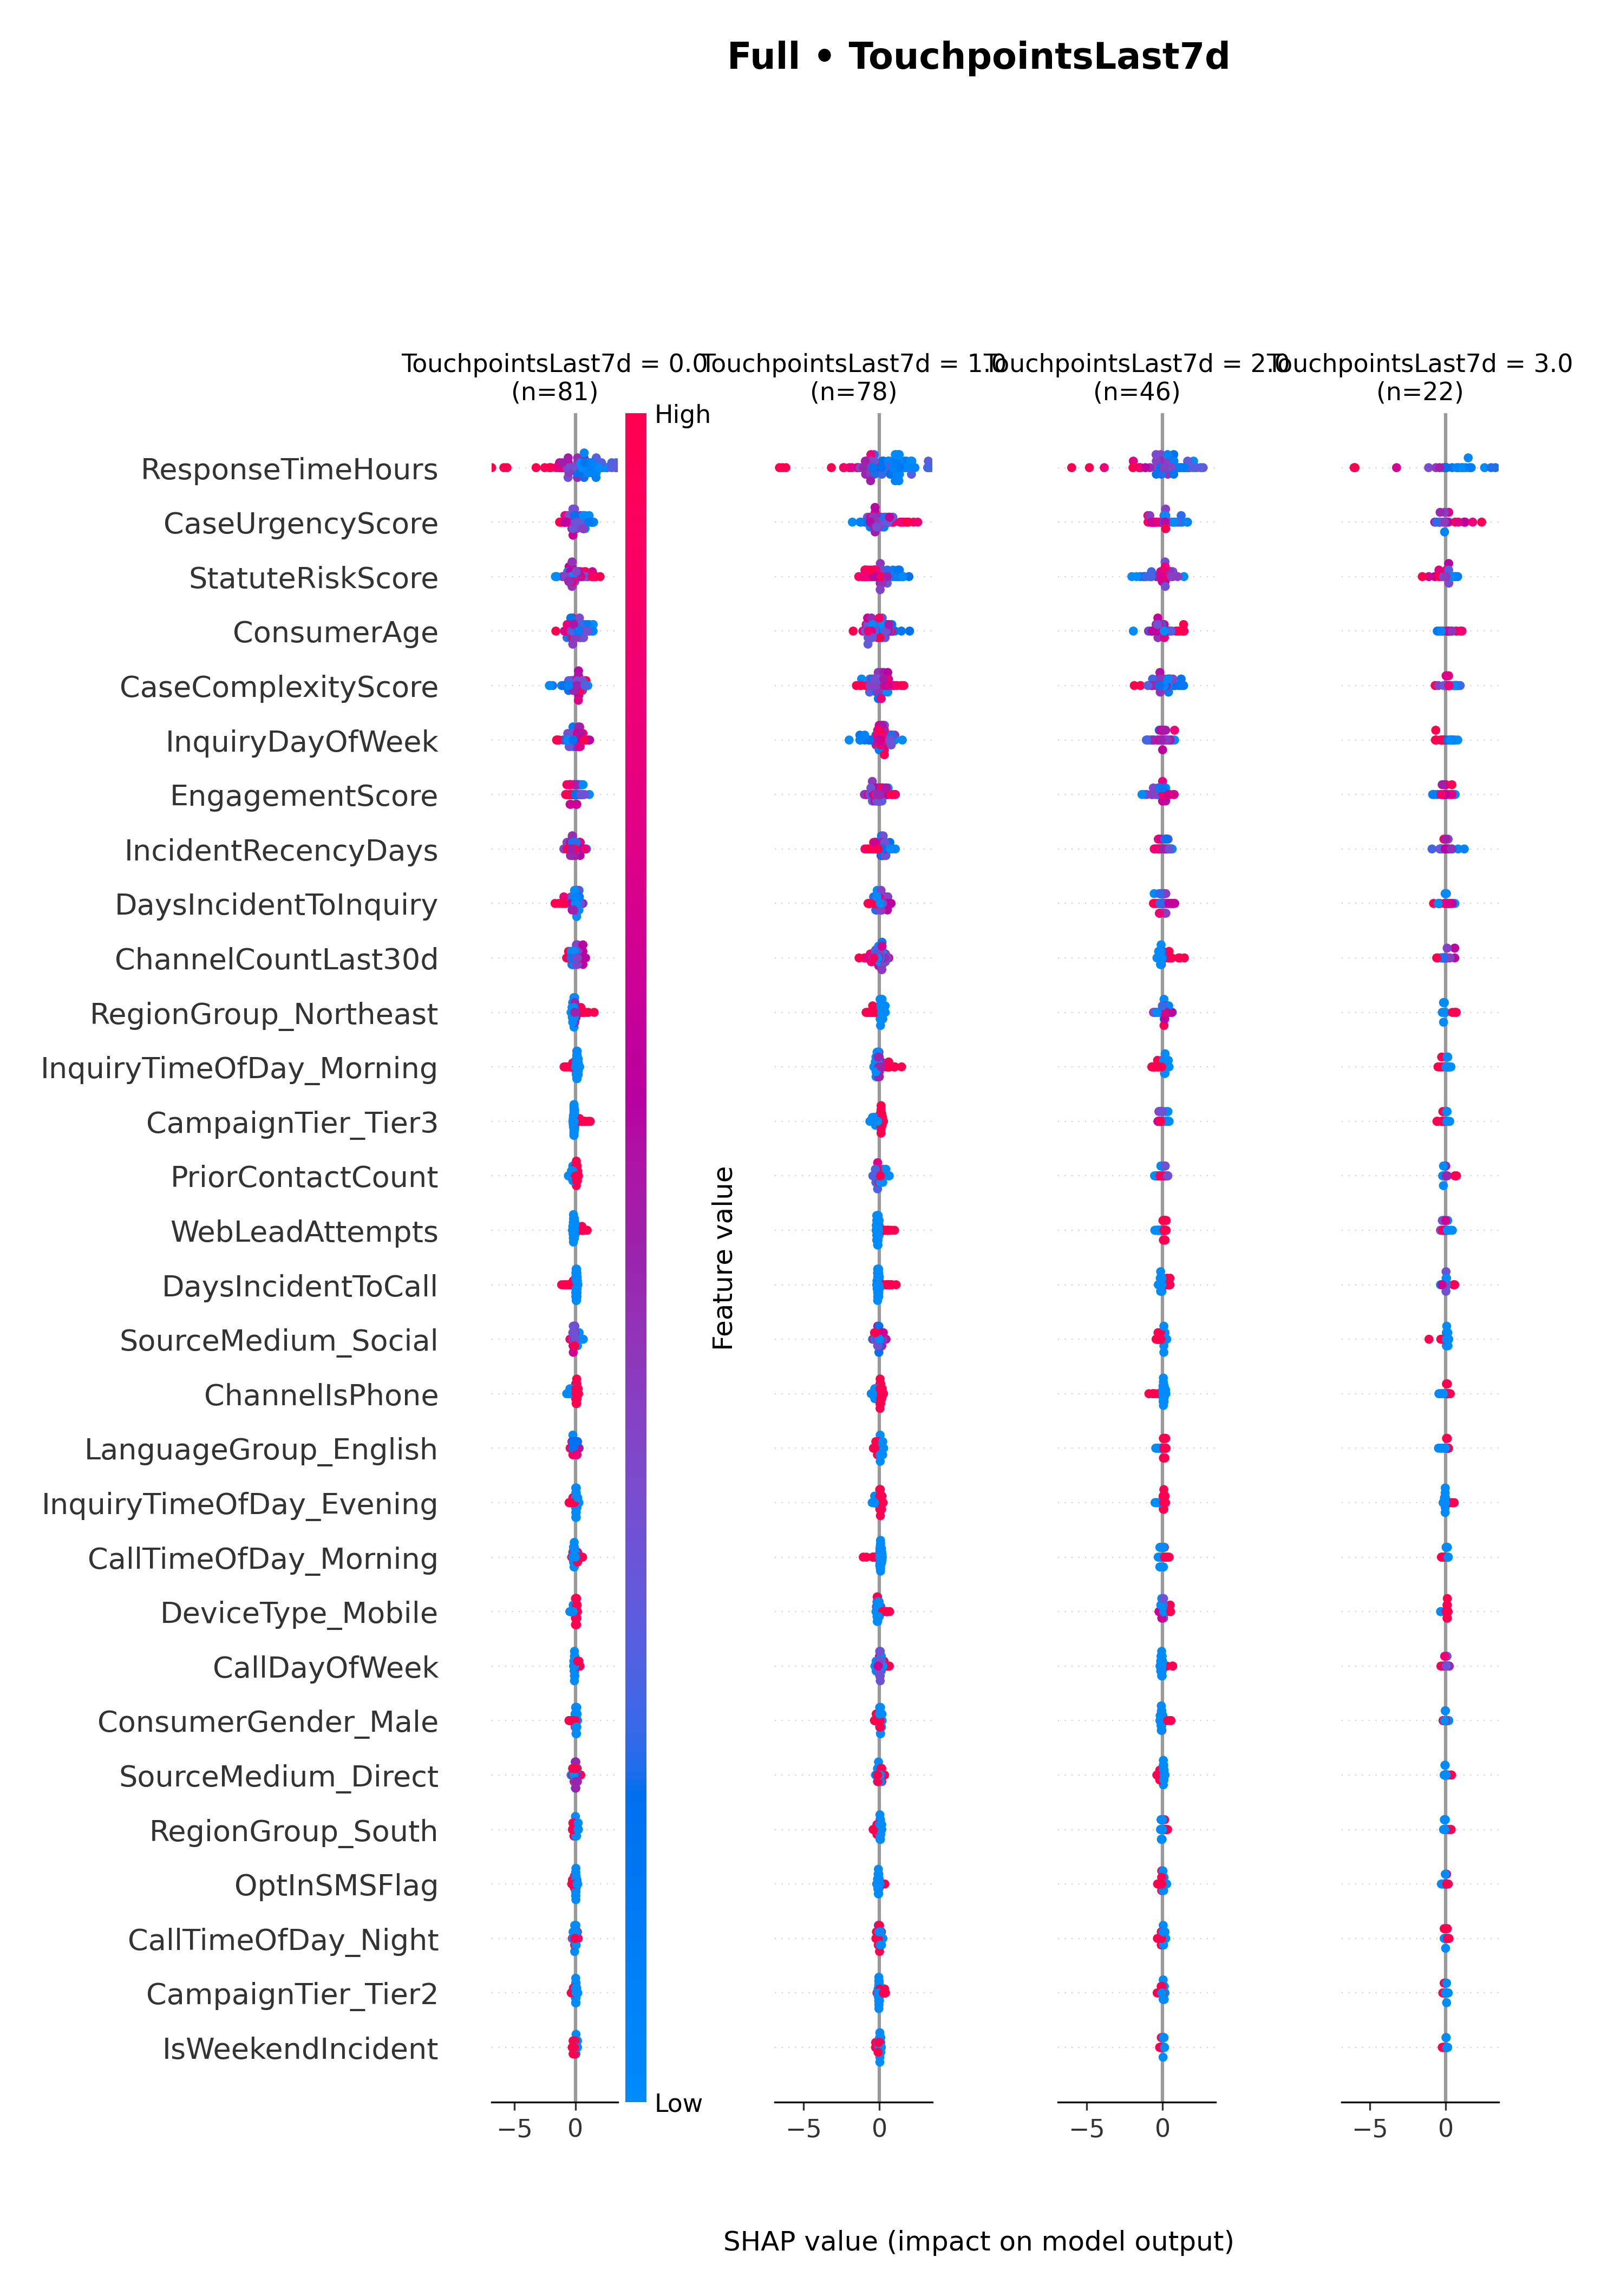 Full • TouchpointsLast7d
TouchpointsLast7d = 0.0
(n=81)
TouchpointsLast7d = 1.0
(n=78)
TouchpointsLast7d = 2.0
(n=46)
TouchpointsLast7d = 3.0
(n=22)
High
ResponseTimeHours
CaseUrgencyScore
StatuteRiskScore
ConsumerAge
CaseComplexityScore
InquiryDayOfWeek
EngagementScore
IncidentRecencyDays
DaysIncidentToInquiry
ChannelCountLast30d
RegionGroup_Northeast
InquiryTimeOfDay_Morning
CampaignTier_Tier3
PriorContactCount
WebLeadAttempts
DaysIncidentToCall
SourceMedium_Social
ChannelIsPhone
LanguageGroup_English
InquiryTimeOfDay_Evening
CallTimeOfDay_Morning
DeviceType_Mobile
CallDayOfWeek
ConsumerGender_Male
SourceMedium_Direct
RegionGroup_South
OptInSMSFlag
CallTimeOfDay_Night
CampaignTier_Tier2
IsWeekendIncident
Feature value
Low
−5 0
−5 0
−5 0
−5 0
SHAP value (impact on model output)